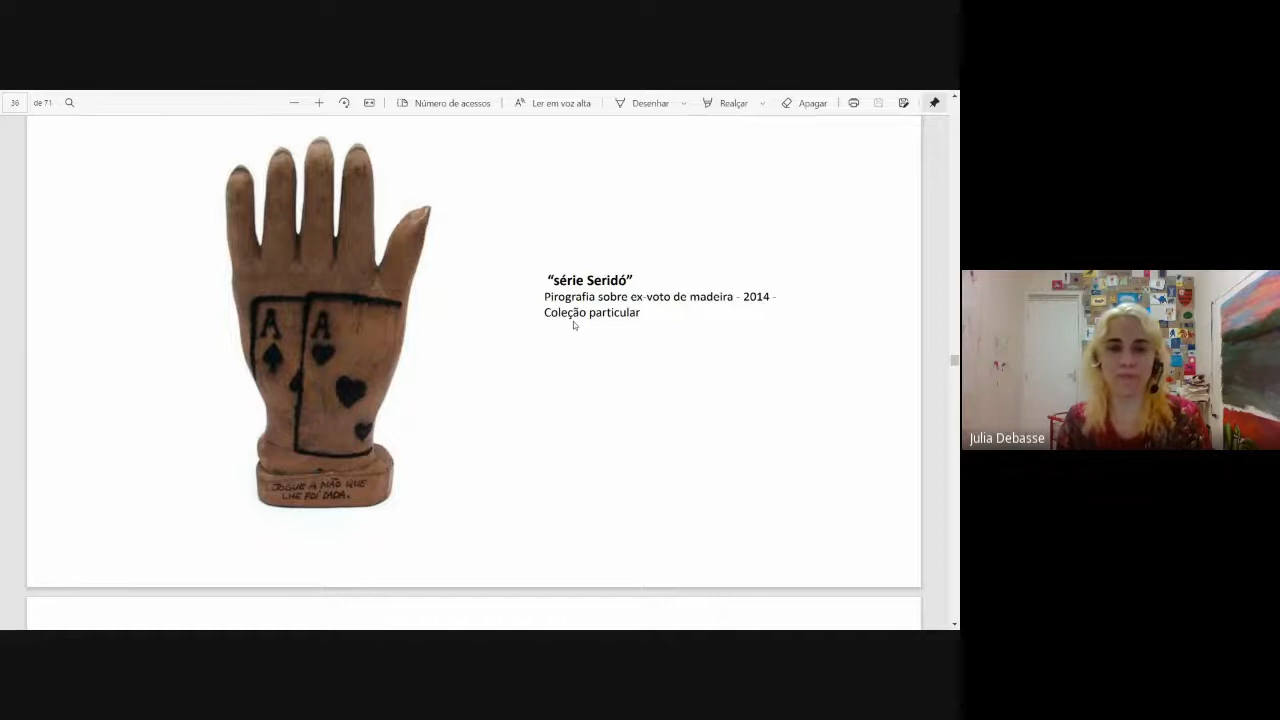 36 de 71
Número de acessos
Ler em voz alta
Desenhar
Realçar
Apagar
A A
JOGUE A MÃO QUE
LHE FOI DADA.
“série Seridó”
Pirografia sobre ex-voto de madeira - 2014 -
Coleção particular
Julia Debasse